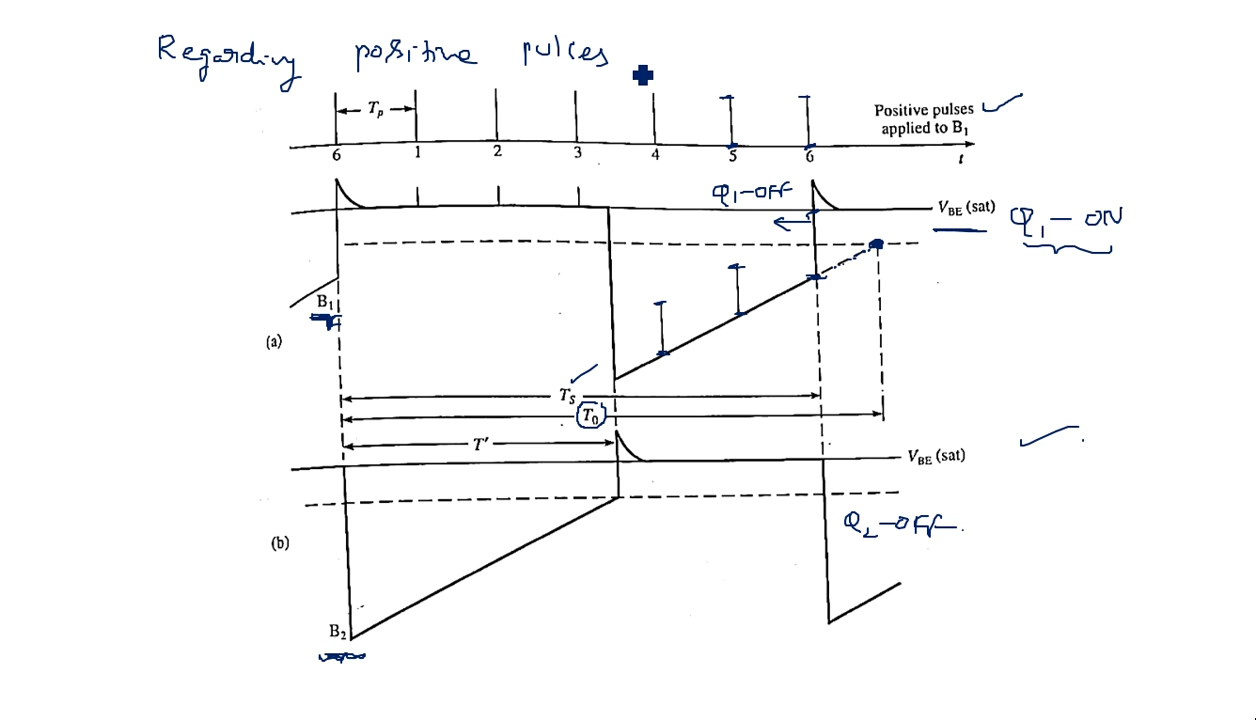 Regarding positive pulces
Tp
Positive pulses
applied to B1
6 1 2 3 4 5 6 t
Q1-OFF
VBE (sat)
Q1 - ON
B1
(a)
Ts
T0
T'
VBE (sat)
Q2-OFF.
(b)
B2